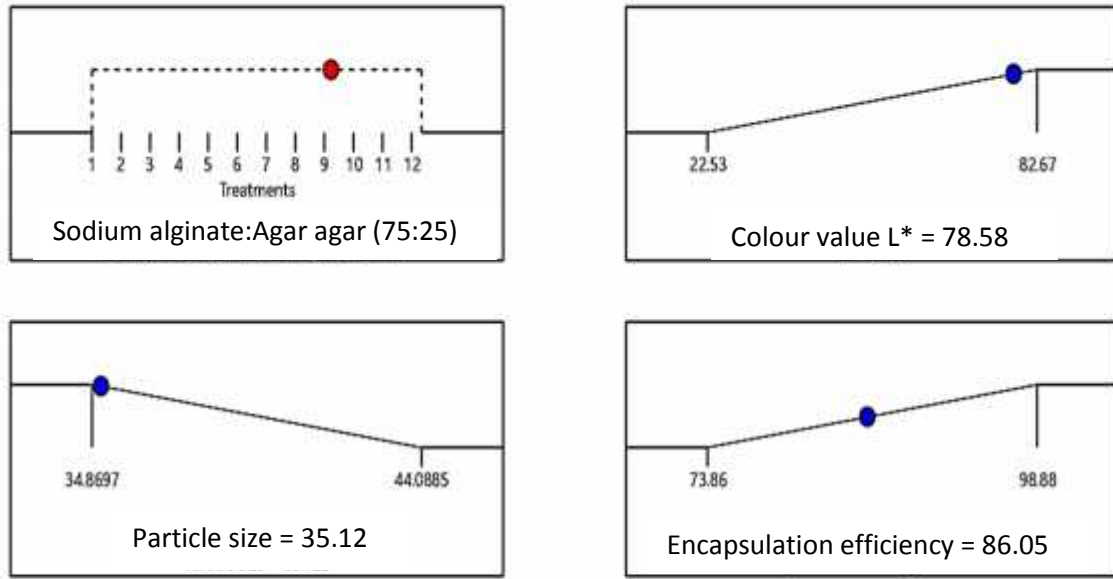 1 2 3 4 5 6 7 8 9 10 11 12
Treatments
Sodium alginate:Agar agar (75:25)
22.53 82.67
Colour value L* = 78.58
34.8697 44.0885
Particle size = 35.12
73.86 98.88
Encapsulation efficiency = 86.05